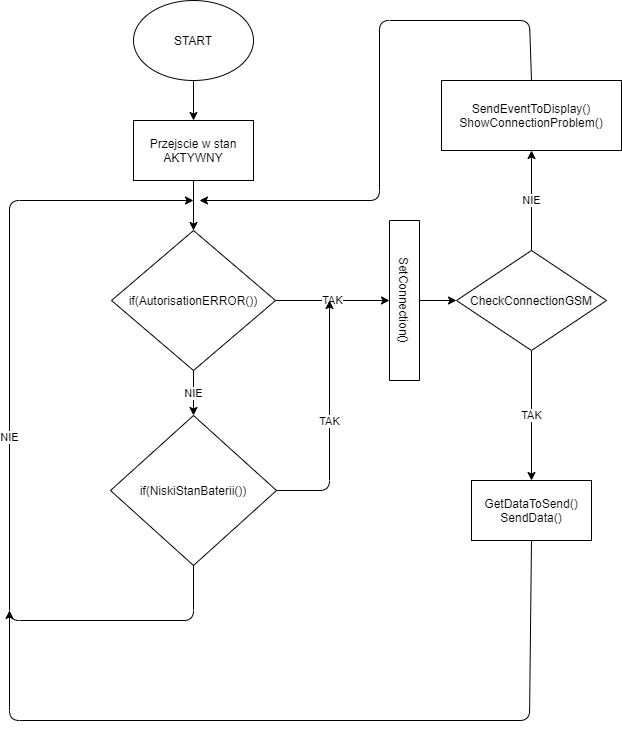 START
Przejscie w stan
AKTYWNY
if(AutorisationERROR())
TAK
NIE
if(NiskiStanBaterii())
TAK
NIE
SetConnection()
CheckConnectionGSM
NIE
SendEventToDisplay()
ShowConnectionProblem()
TAK
GetDataToSend()
SendData()